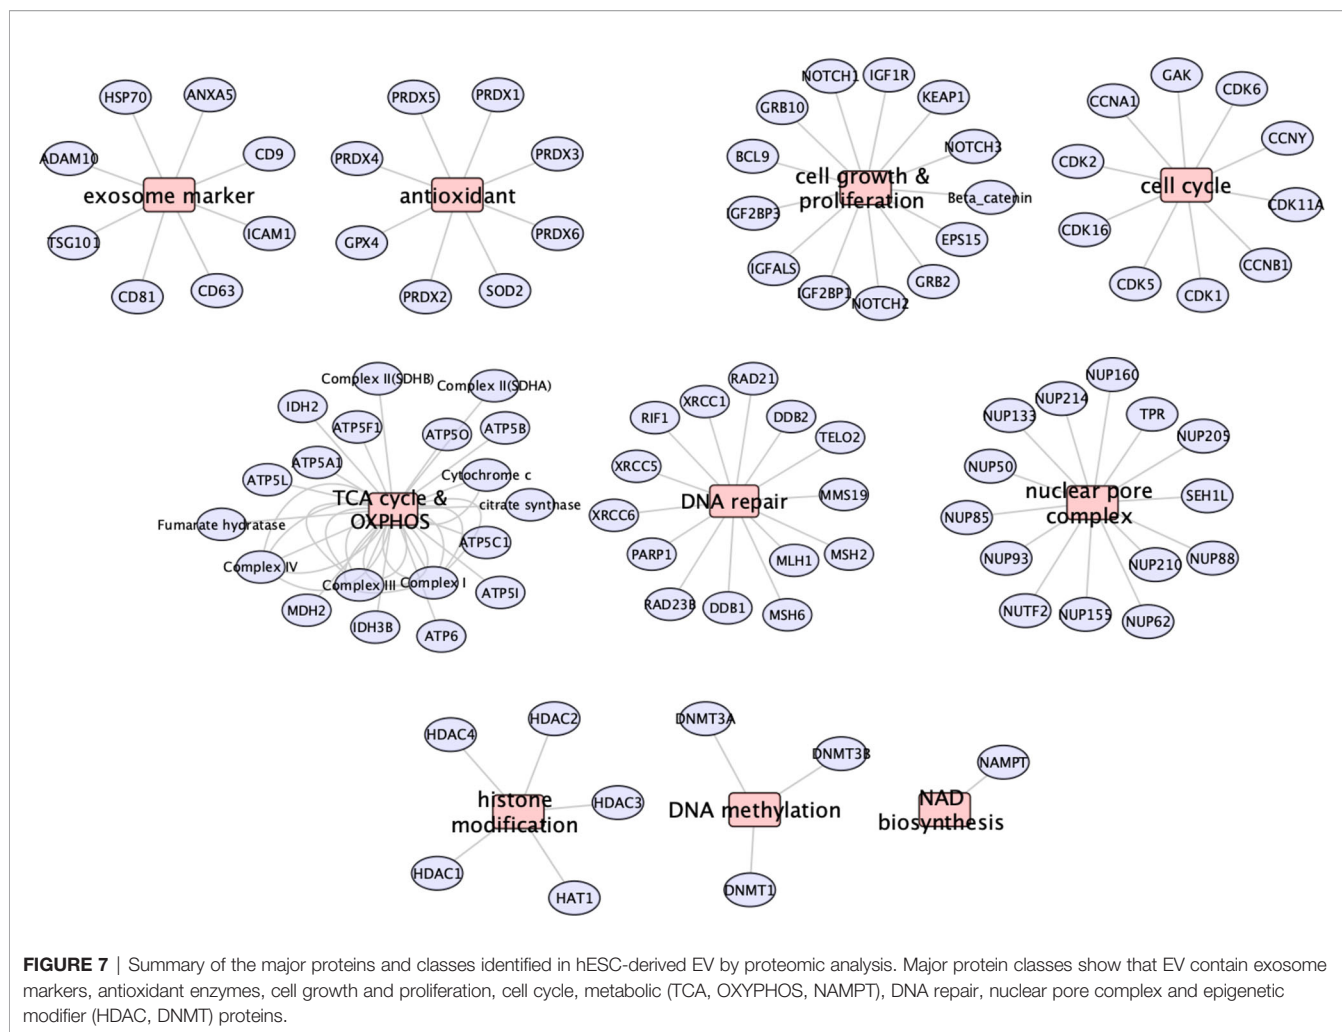 HSP70
ANXA5
ADAM10
CD9
exosome marker
TSG101
ICAM1
CD81
CD63
PRDX5
PRDX1
PRDX4
PRDX3
antioxidant
GPX4
PRDX6
PRDX2
SOD2
NOTCH1
IGF1R
GRB10
KEAP1
BCL9
NOTCH3
cell growth &
proliferation
Beta_catenin
IGF2BP3
EPS15
IGFALS
GRB2
IGF2BP1
NOTCH2
GAK
CDK6
CCNA1
CCNY
CDK2
cell cycle
CDK11A
CDK16
CCNB1
CDK5
CDK1
Complex II(SDHB)
Complex II(SDHA)
IDH2
ATP5F1
ATP5O
ATP5B
ATP5A1
ATP5L
Cytochrome c
TCA cycle &
OXPHOS
citrate synthase
Fumarate hydratase
ATP5C1
Complex IV
Complex III
Complex I
ATP5I
MDH2
IDH3B
ATP6
RAD21
XRCC1
RIF1
DDB2
TELO2
XRCC5
MMS19
DNA repair
XRCC6
PARP1
MLH1
MSH2
RAD23B
DDB1
MSH6
NUP160
NUP214
NUP133
TPR
NUP205
NUP50
SEH1L
nuclear pore
complex
NUP85
NUP93
NUP210
NUP88
NUTF2
NUP155
NUP62
HDAC4
HDAC2
histone
modification
HDAC3
HDAC1
HAT1
DNMT3A
DNMT3B
DNA methylation
DNMT1
NAMPT
NAD
biosynthesis
FIGURE 7 | Summary of the major proteins and classes identified in hESC-derived EV by proteomic analysis. Major protein classes show that EV contain exosome
markers, antioxidant enzymes, cell growth and proliferation, cell cycle, metabolic (TCA, OXYPHOS, NAMPT), DNA repair, nuclear pore complex and epigenetic
modifier (HDAC, DNMT) proteins.